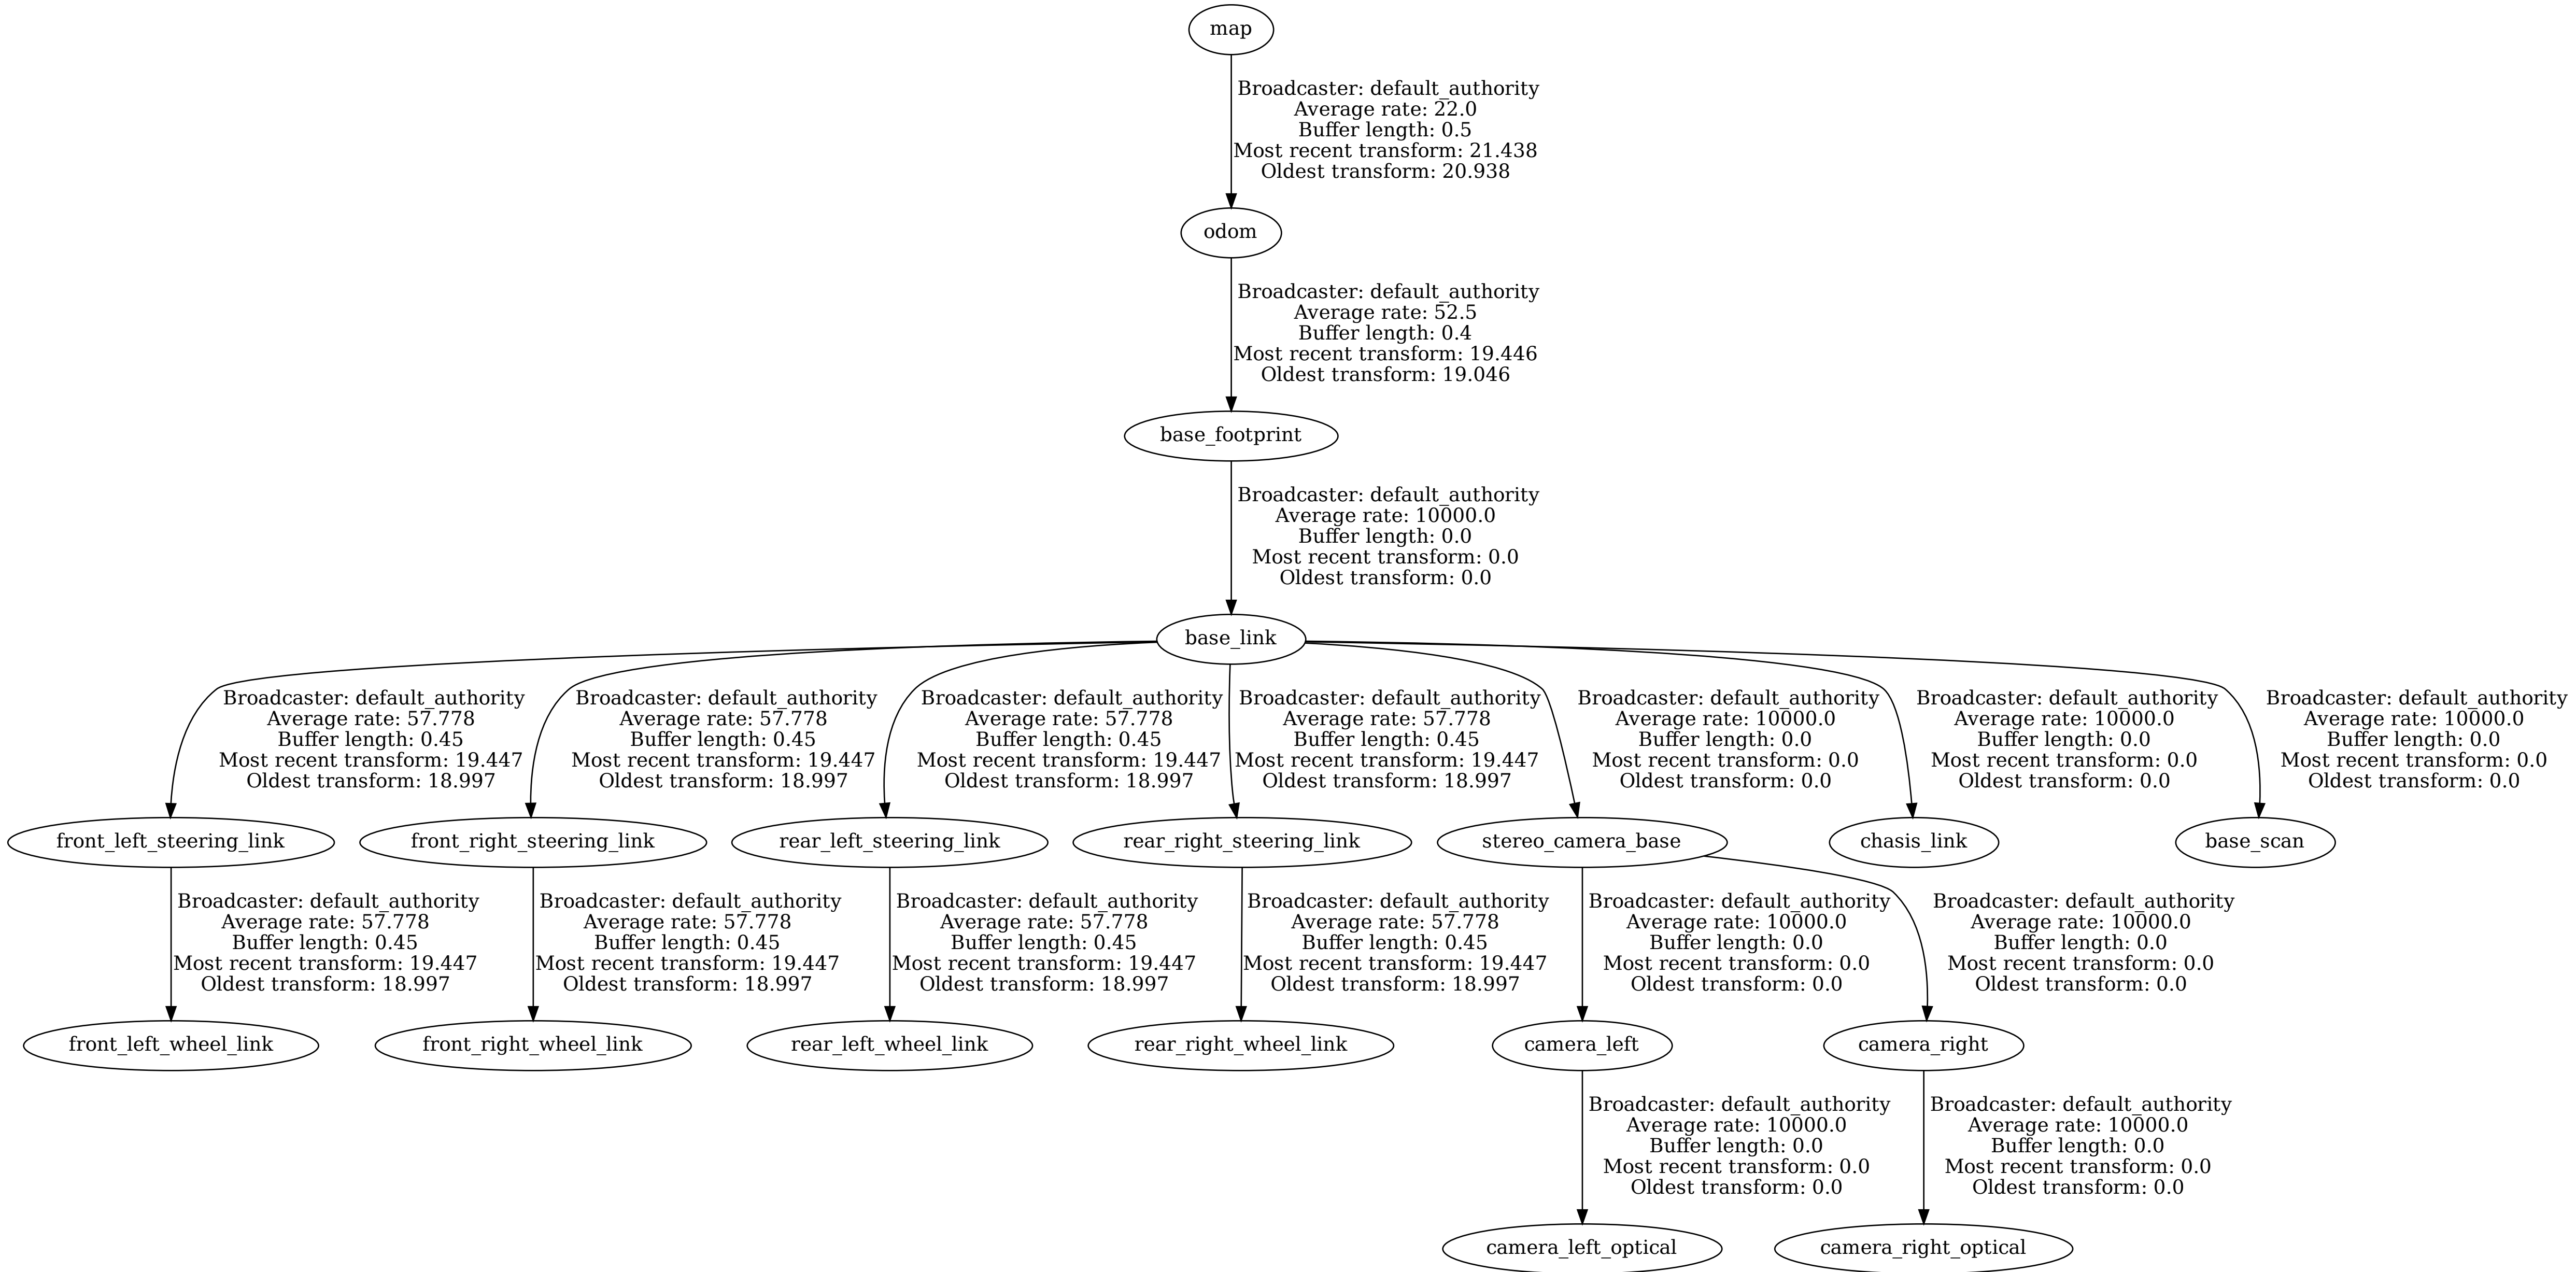 map
Broadcaster: default_authority
Average rate: 22.0
Buffer length: 0.5
Most recent transform: 21.438
Oldest transform: 20.938
odom
Broadcaster: default_authority
Average rate: 52.5
Buffer length: 0.4
Most recent transform: 19.446
Oldest transform: 19.046
base_footprint
Broadcaster: default_authority
Average rate: 10000.0
Buffer length: 0.0
Most recent transform: 0.0
Oldest transform: 0.0
base_link
Broadcaster: default_authority
Average rate: 57.778
Buffer length: 0.45
Most recent transform: 19.447
Oldest transform: 18.997
Broadcaster: default_authority
Average rate: 57.778
Buffer length: 0.45
Most recent transform: 19.447
Oldest transform: 18.997
Broadcaster: default_authority
Average rate: 57.778
Buffer length: 0.45
Most recent transform: 19.447
Oldest transform: 18.997
Broadcaster: default_authority
Average rate: 57.778
Buffer length: 0.45
Most recent transform: 19.447
Oldest transform: 18.997
Broadcaster: default_authority
Average rate: 10000.0
Buffer length: 0.0
Most recent transform: 0.0
Oldest transform: 0.0
Broadcaster: default_authority
Average rate: 10000.0
Buffer length: 0.0
Most recent transform: 0.0
Oldest transform: 0.0
Broadcaster: default_authority
Average rate: 10000.0
Buffer length: 0.0
Most recent transform: 0.0
Oldest transform: 0.0
front_left_steering_link
front_right_steering_link
rear_left_steering_link
rear_right_steering_link
stereo_camera_base
chasis_link
base_scan
Broadcaster: default_authority
Average rate: 57.778
Buffer length: 0.45
Most recent transform: 19.447
Oldest transform: 18.997
Broadcaster: default_authority
Average rate: 57.778
Buffer length: 0.45
Most recent transform: 19.447
Oldest transform: 18.997
Broadcaster: default_authority
Average rate: 57.778
Buffer length: 0.45
Most recent transform: 19.447
Oldest transform: 18.997
Broadcaster: default_authority
Average rate: 57.778
Buffer length: 0.45
Most recent transform: 19.447
Oldest transform: 18.997
Broadcaster: default_authority
Average rate: 10000.0
Buffer length: 0.0
Most recent transform: 0.0
Oldest transform: 0.0
Broadcaster: default_authority
Average rate: 10000.0
Buffer length: 0.0
Most recent transform: 0.0
Oldest transform: 0.0
front_left_wheel_link
front_right_wheel_link
rear_left_wheel_link
rear_right_wheel_link
camera_left
camera_right
Broadcaster: default_authority
Average rate: 10000.0
Buffer length: 0.0
Most recent transform: 0.0
Oldest transform: 0.0
Broadcaster: default_authority
Average rate: 10000.0
Buffer length: 0.0
Most recent transform: 0.0
Oldest transform: 0.0
camera_left_optical
camera_right_optical